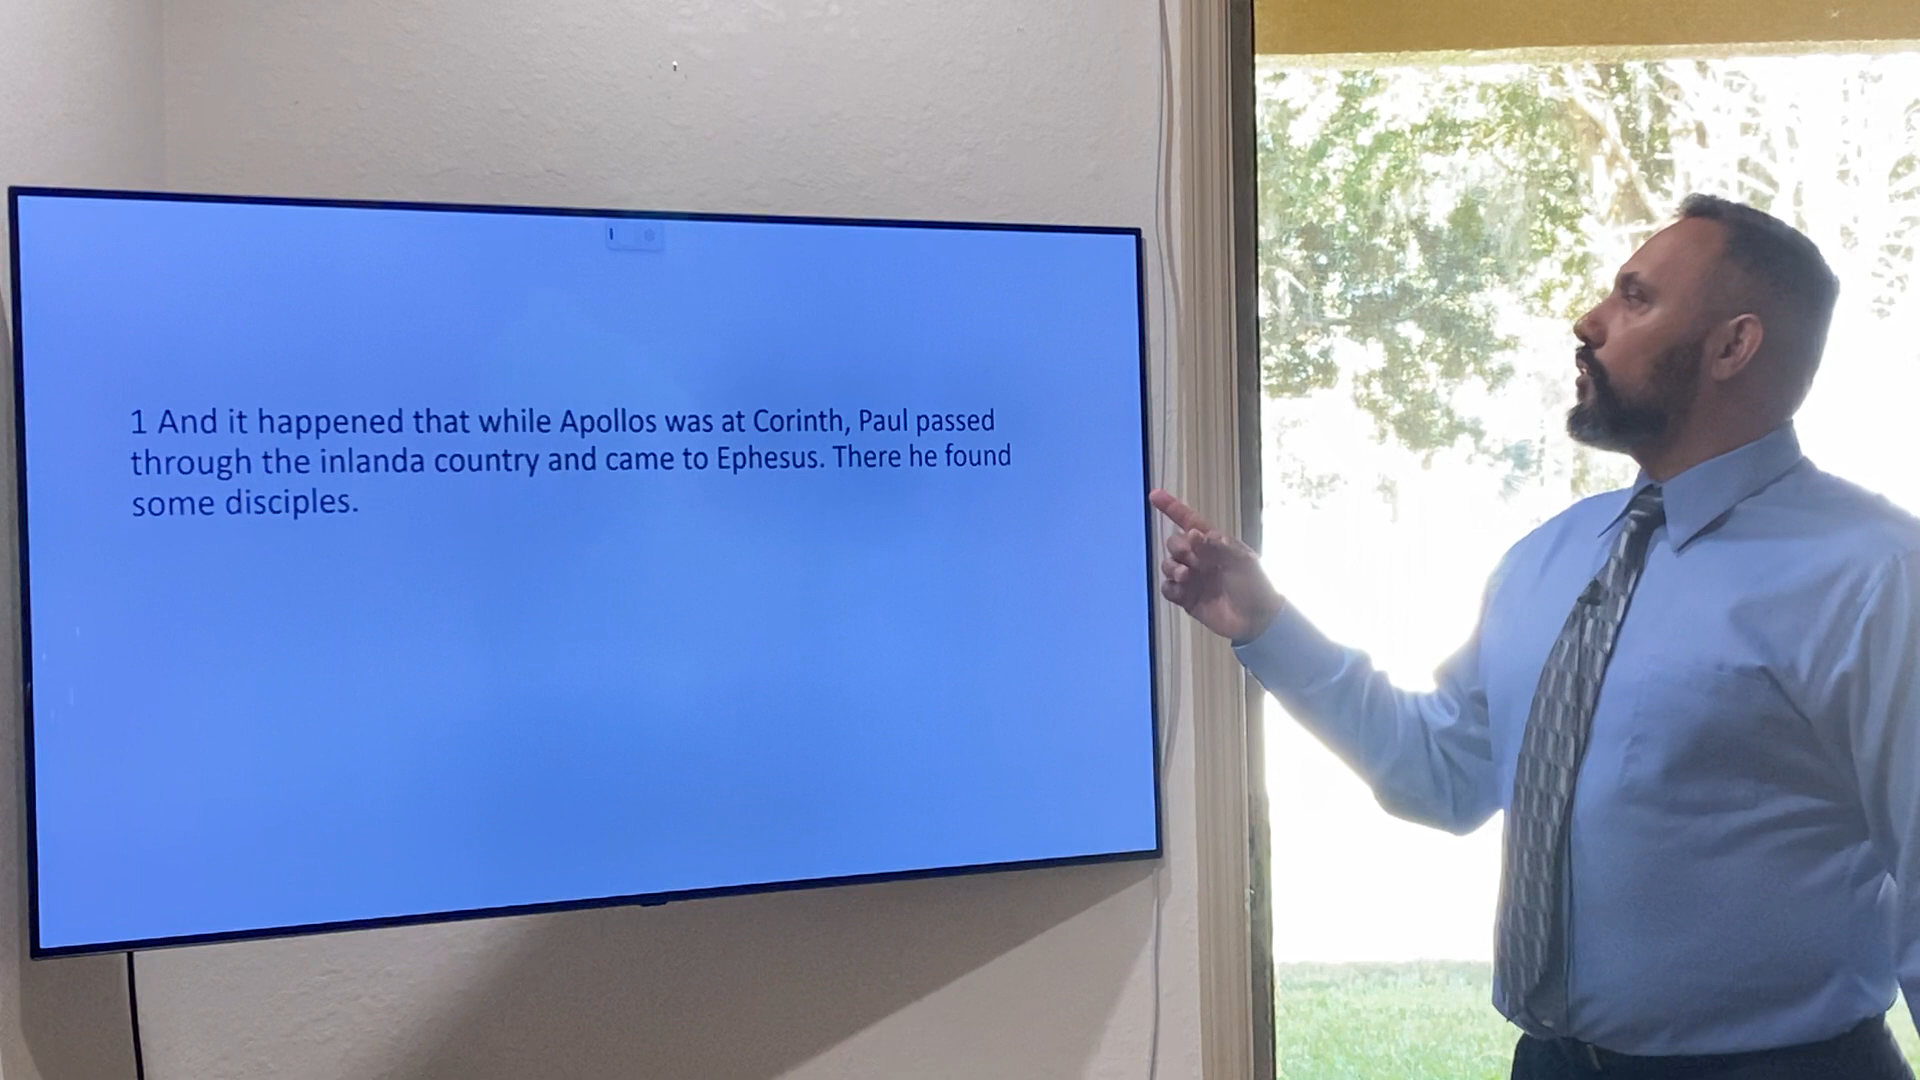 1 And it happened that while Apollos was at Corinth, Paul passed
through the inlanda country and came to Ephesus. There he found
some disciples.